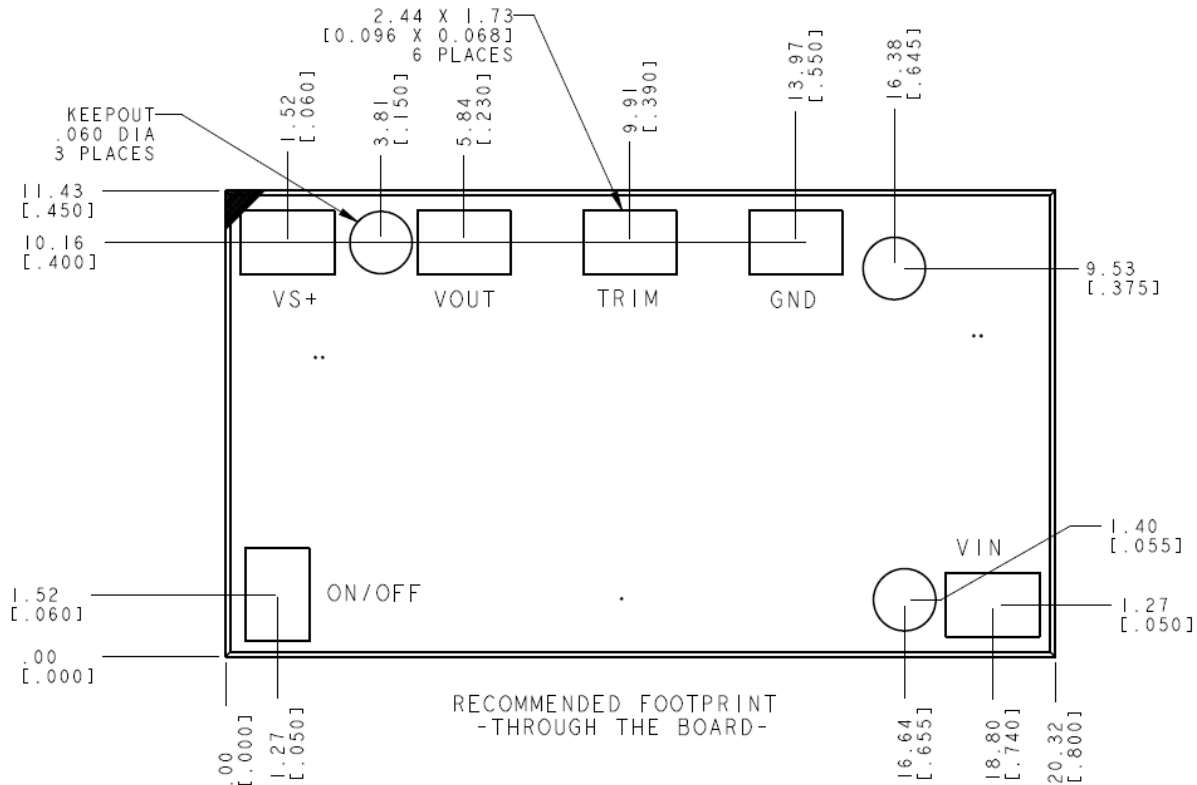 2.44 X 1.73
[0.096 X 0.068]
6 PLACES
KEEPOUT
.060 DIA
3 PLACES
1.52
[.060]
3.81
[.150]
5.84
[.230]
9.91
[.390]
13.97
[.550]
16.38
[.645]
11.43
[.450]
10.16
[.400]
9.53
[.375]
VS+
VOUT
TRIM
GND
1.40
[.055]
VIN
ON/OFF
1.52
[.060]
1.27
[.050]
.00
[.000]
RECOMMENDED FOOTPRINT
-THROUGH THE BOARD-
.00
[.000]
1.27
[.050]
16.64
[.655]
18.80
[.740]
20.32
[.800]